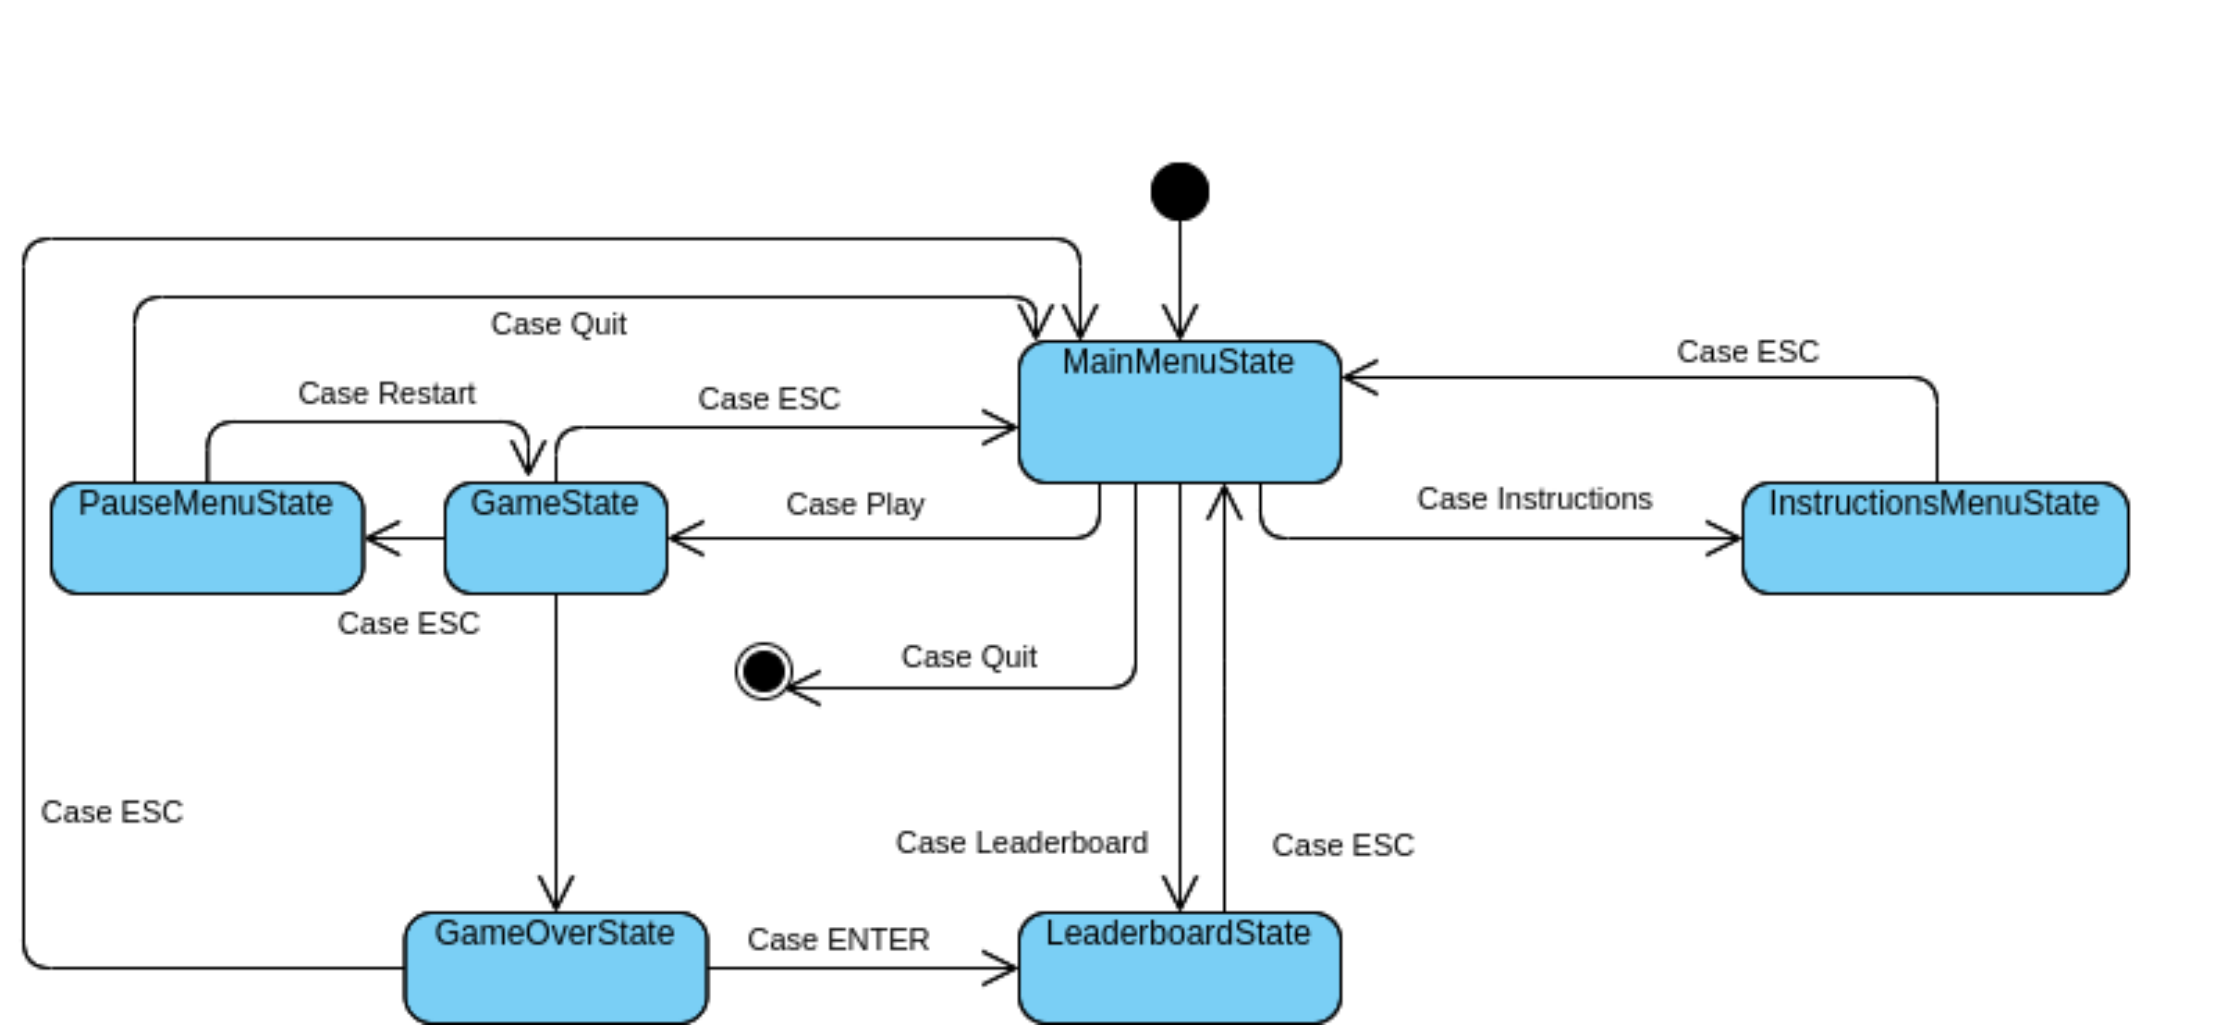 Case Quit
MainMenuState
Case ESC
Case Restart
Case ESC
PauseMenuState
GameState
Case Play
Case Instructions
InstructionsMenuState
Case ESC
Case Quit
Case ESC
Case Leaderboard
Case ESC
GameOverState
Case ENTER
LeaderboardState